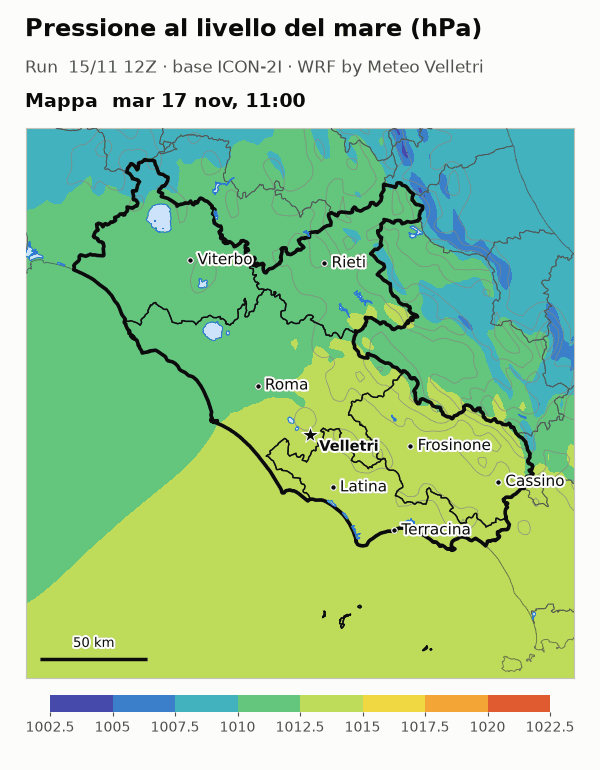 Pressione al livello del mare (hPa)
Run  15/11 12Z · base ICON-2I · WRF by Meteo Velletri
Mappa  mar 17 nov, 11:00
Viterbo
Rieti
Roma
Velletri
Frosinone
Cassino
Latina
Terracina
50 km
1002.5 1005 1007.5 1010 1012.5 1015 1017.5 1020 1022.5